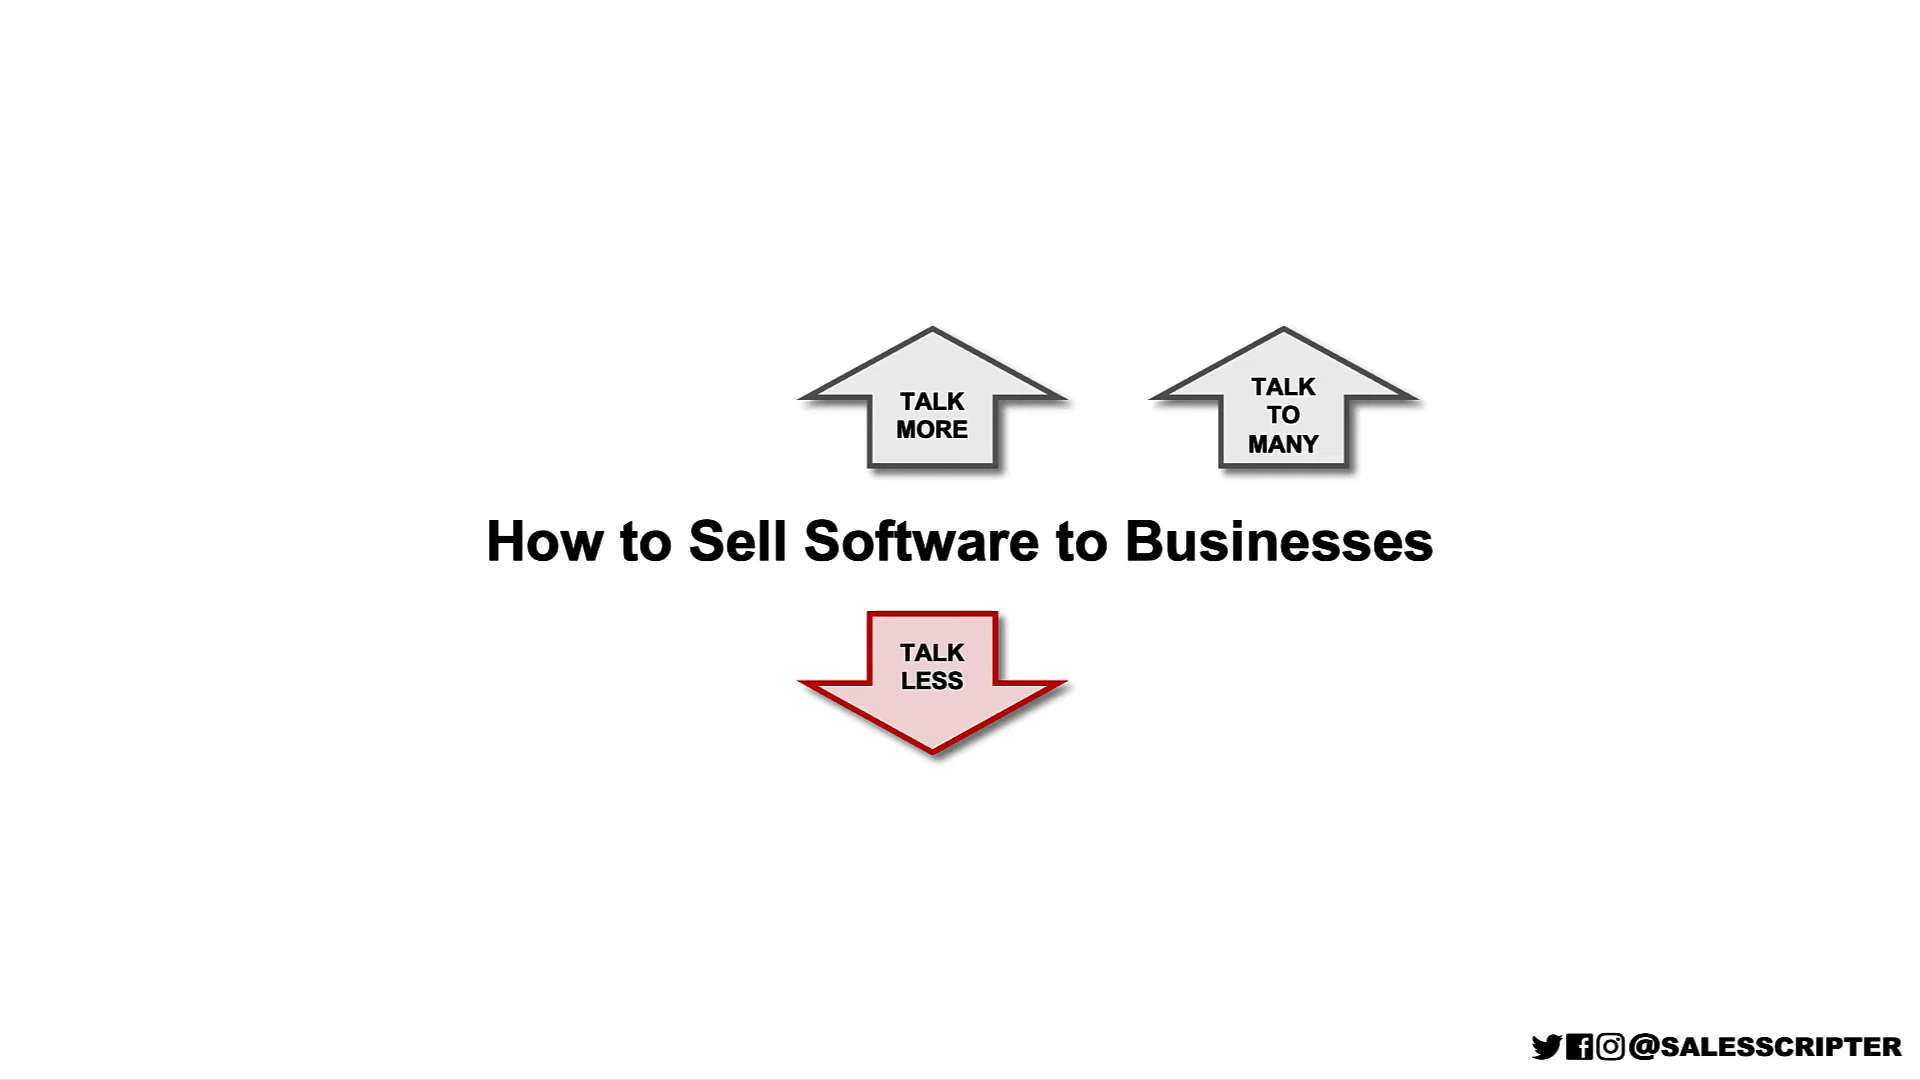 TALK
MORE
TALK
TO
MANY
How to Sell Software to Businesses
TALK
LESS
@SALESSCRIPTER